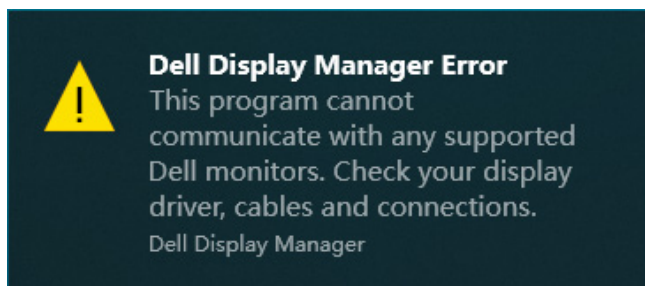 Dell Display Manager Error
This program cannot
communicate with any supported
Dell monitors. Check your display
driver, cables and connections.
Dell Display Manager